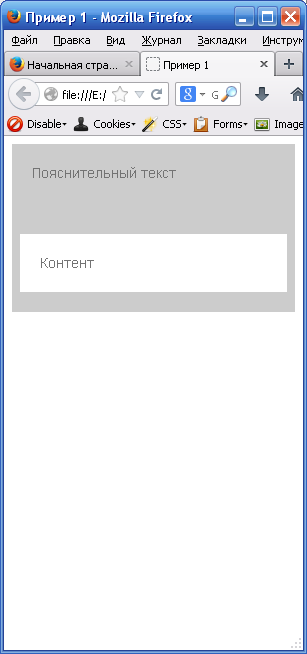 Пример 1 - Mozilla Firefox
Файл Правка Вид Журнал Закладки Инструм
Начальная стра... Пример 1
file:///E:/ G
Disable Cookies CSS Forms Image
Пояснительный текст
Контент